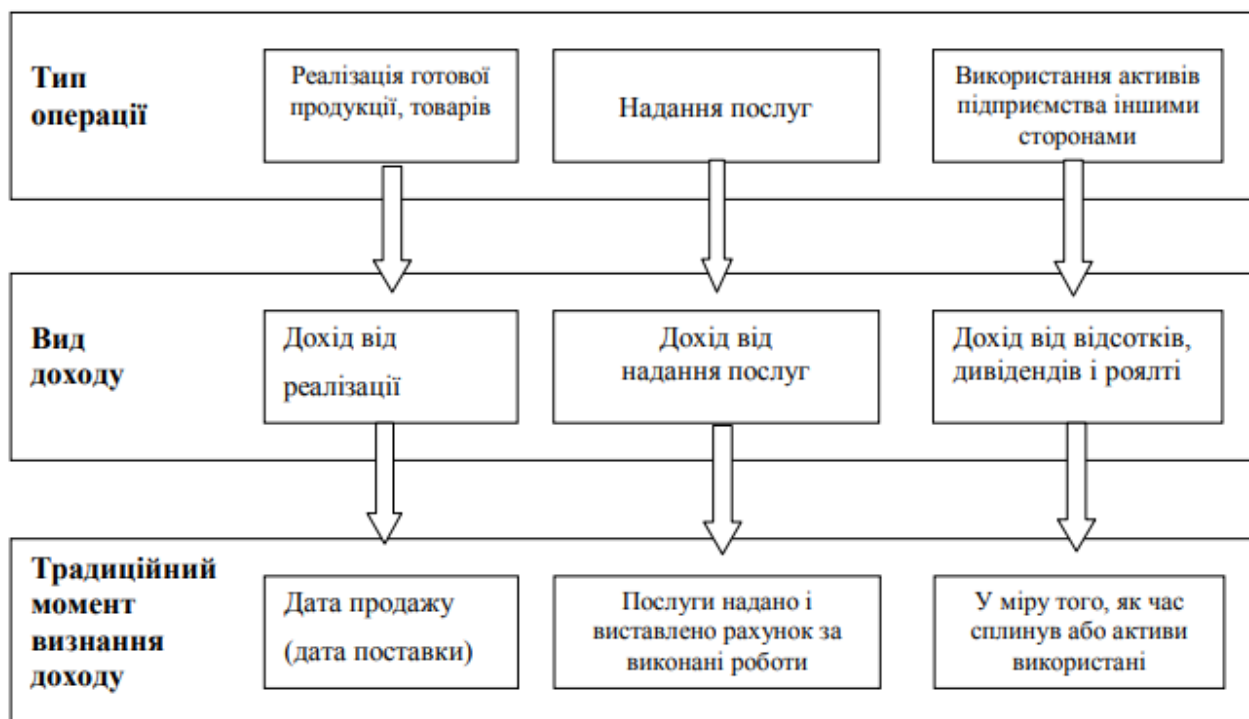 Тип
операції
Реалізація готової
продукції, товарів
Надання послуг
Використання активів
підприємства іншими
сторонами
Вид
доходу
Дохід від
реалізації
Дохід від
надання послуг
Дохід від відсотків,
дивідендів і роялті
Традиційний
момент
визнання
доходу
Дата продажу
(дата поставки)
Послуги надано і
виставлено рахунок за
виконані роботи
У міру того, як час
сплинув або активи
використані